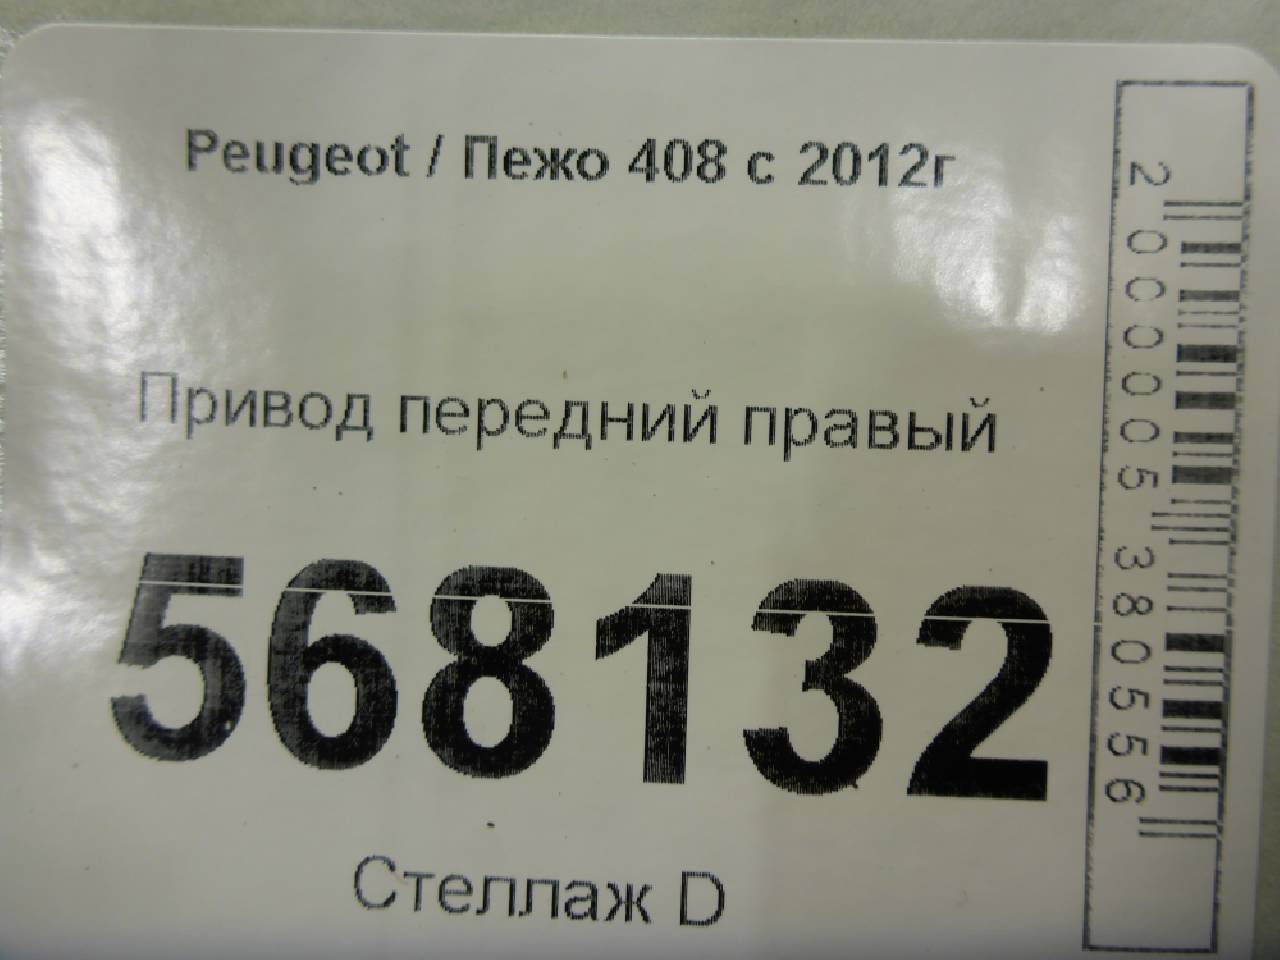 Peugeot / Пежо 408 с 2012г
Привод передний правый
568132
Стеллаж D
2000005380556